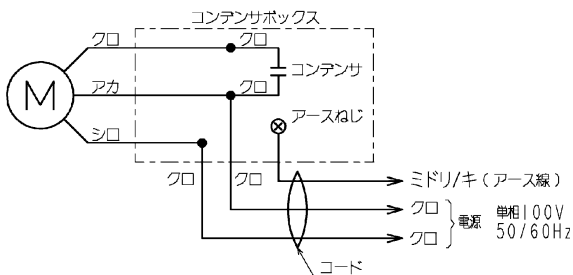 コンデンサボックス
クロ クロ
コンデンサ
M アカ クロ
アースねじ
シロ
クロ クロ ミドリ/キ(アース線)
クロ
電源 単相100V
50/60Hz
クロ
コード